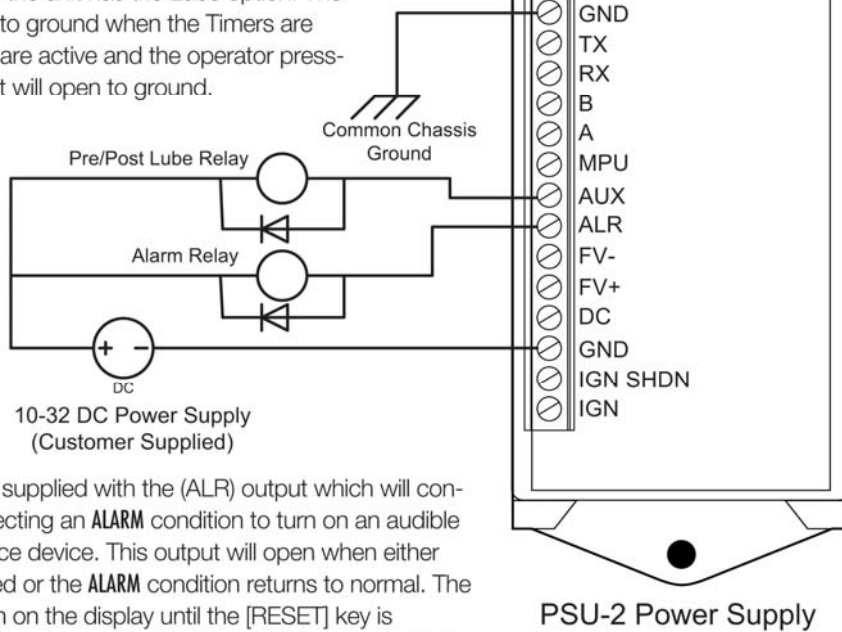 to ground when the Timers are
are active and the operator press-
t will open to ground.
GND
TX
RX
B
A
MPU
AUX
ALR
FV-
FV+
DC
GND
IGN SHDN
IGN
Common Chassis
Ground
Pre/Post Lube Relay
Alarm Relay
+ -
DC
10-32 DC Power Supply
(Customer Supplied)
supplied with the (ALR) output which will con-
ecting an ALARM condition to turn on an audible
ce device. This output will open when either
ed or the ALARM condition returns to normal. The
n on the display until the [RESET] key is
PSU-2 Power Supply